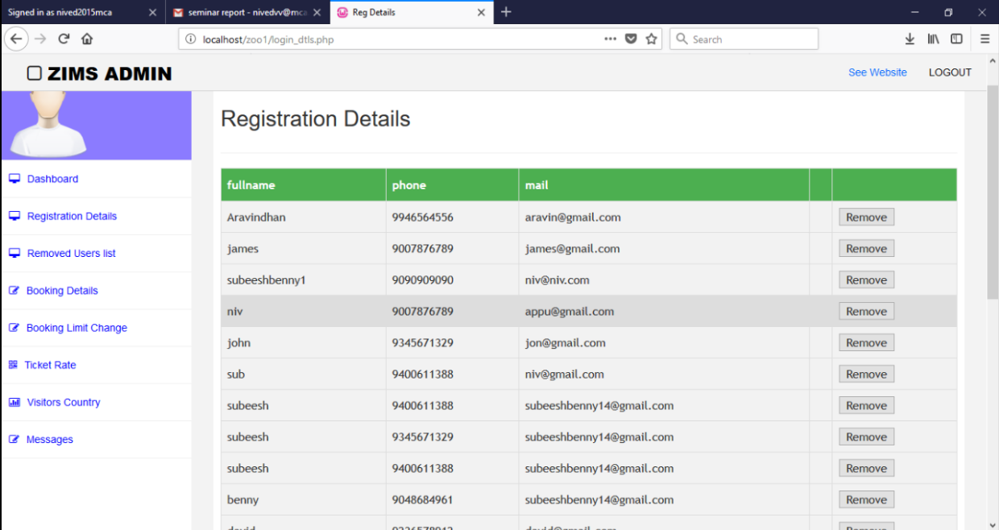 Signed in as nived2015mca
seminar report - nivedvv@mca
Reg Details
localhost/zoo1/login_dtls.php
Search
ZIMS ADMIN
See Website
LOGOUT
Dashboard
Registration Details
Removed Users list
Booking Details
Booking Limit Change
Ticket Rate
Visitors Country
Messages
Registration Details
fullname phone mail
Aravindhan 9946564556 aravin@gmail.com Remove
james 9007876789 james@gmail.com Remove
subeeshbenny1 9090909090 niv@niv.com Remove
niv 9007876789 appu@gmail.com Remove
john 9345671329 jon@gmail.com Remove
sub 9400611388 niv@gmail.com Remove
subeesh 9400611388 subeeshbenny14@gmail.com Remove
subeesh 9345671329 subeeshbenny14@gmail.com Remove
subeesh 9400611388 subeeshbenny14@gmail.com Remove
benny 9048684961 subeeshbenny14@gmail.com Remove
david david@gmail.com Remove